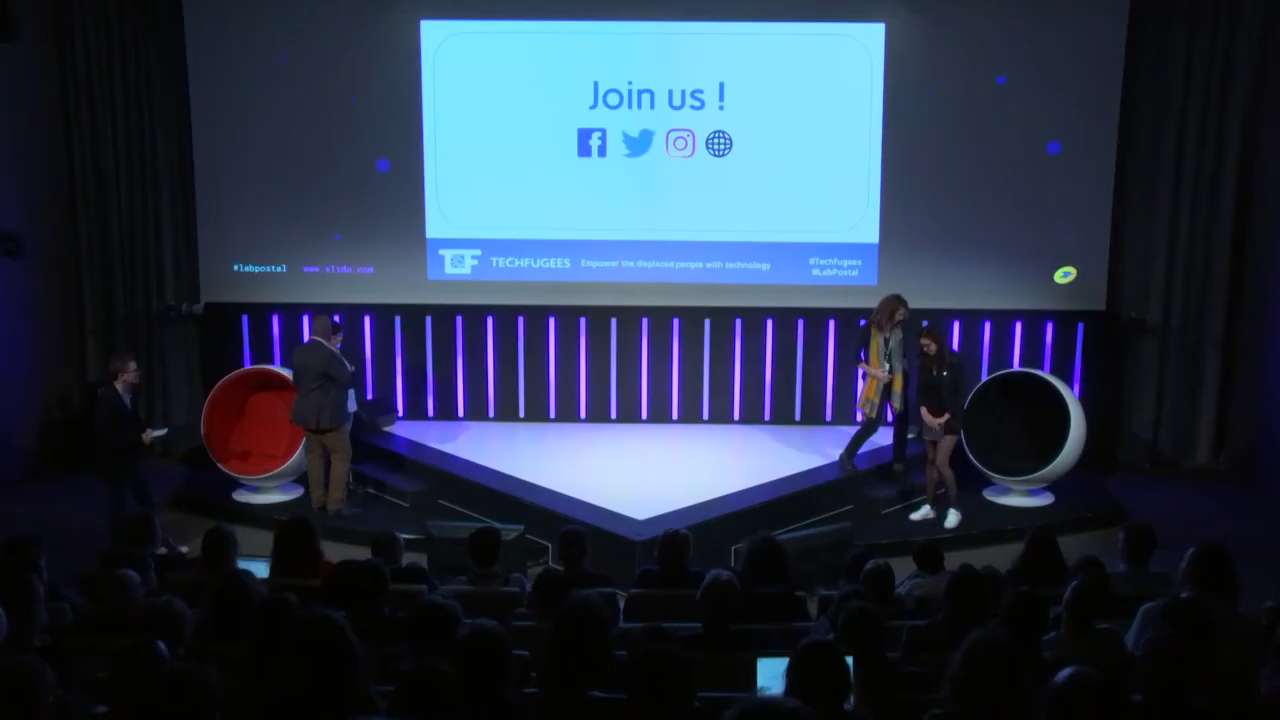 Join us !
TECHFUGEES Empower the displaced people with technology
#Techfugees
#LabPostal
#labpostal www.slido.com